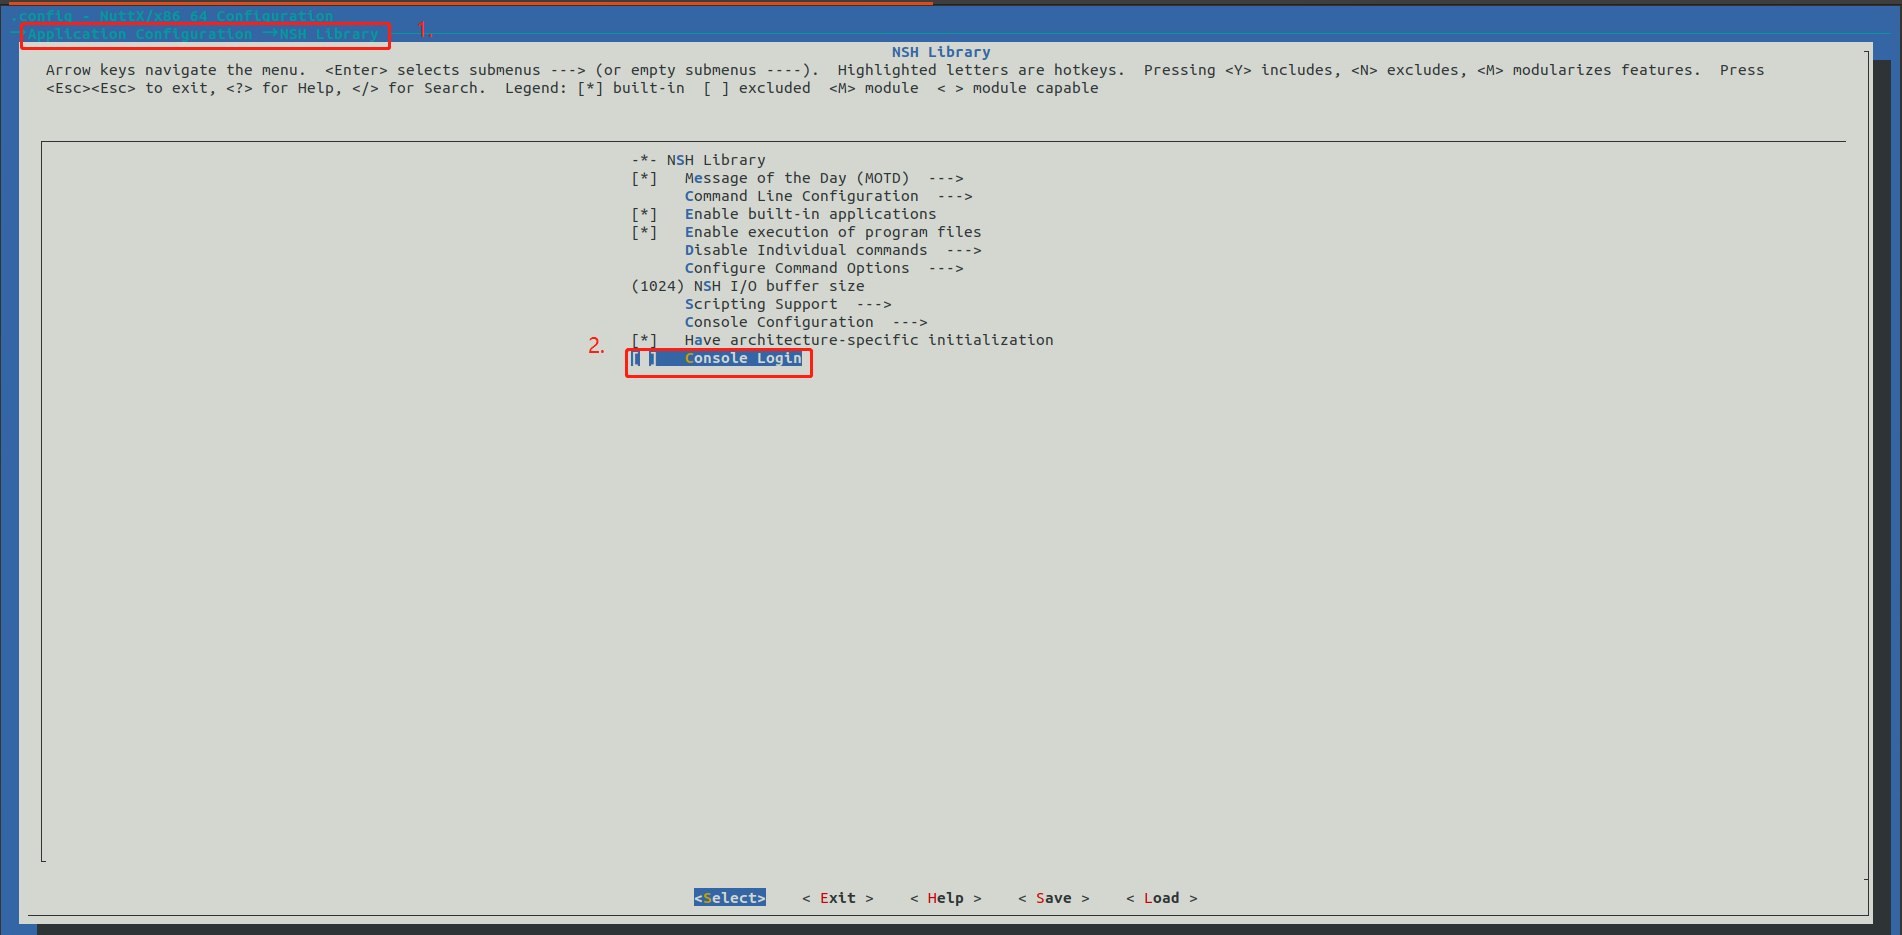 .config - NuttX/x86_64 Configuration
→Application Configuration →NSH Library
1.
NSH Library
Arrow keys navigate the menu.  <Enter> selects submenus ---> (or empty submenus ----).  Highlighted letters are hotkeys.  Pressing <Y> includes, <N> excludes, <M> modularizes features.  Press
<Esc><Esc> to exit, <?> for Help, </> for Search.  Legend: [*] built-in  [ ] excluded  <M> module  < > module capable
-*- NSH Library
[*]   Message of the Day (MOTD)  --->
Command Line Configuration  --->
[*]   Enable built-in applications
[*]   Enable execution of program files
Disable Individual commands  --->
Configure Command Options  --->
(1024) NSH I/O buffer size
Scripting Support  --->
Console Configuration  --->
[*]   Have architecture-specific initialization
2.
[ ]   Console Login
<Select>    < Exit >    < Help >    < Save >    < Load >